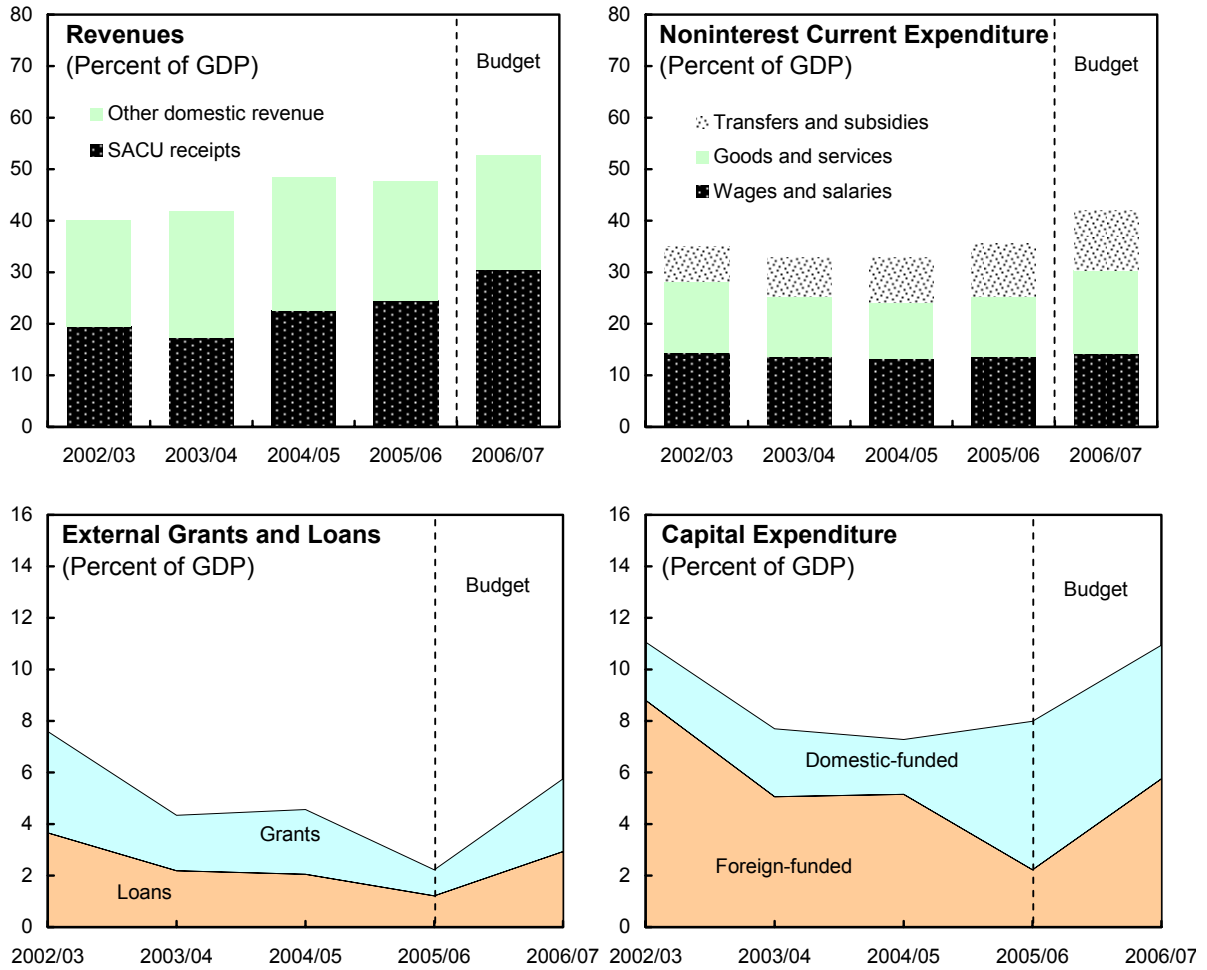 Revenues
(Percent of GDP)
Budget
Other domestic revenue
SACU receipts
80
70
60
50
40
30
20
10
0
2002/03 2003/04 2004/05 2005/06 2006/07
Noninterest Current Expenditure
(Percent of GDP)
Budget
Transfers and subsidies
Goods and services
Wages and salaries
80
70
60
50
40
30
20
10
0
2002/03 2003/04 2004/05 2005/06 2006/07
External Grants and Loans
(Percent of GDP)
Budget
Grants
Loans
16
14
12
10
8
6
4
2
0
2002/03 2003/04 2004/05 2005/06 2006/07
Capital Expenditure
(Percent of GDP)
Budget
Domestic-funded
Foreign-funded
16
14
12
10
8
6
4
2
0
2002/03 2003/04 2004/05 2005/06 2006/07